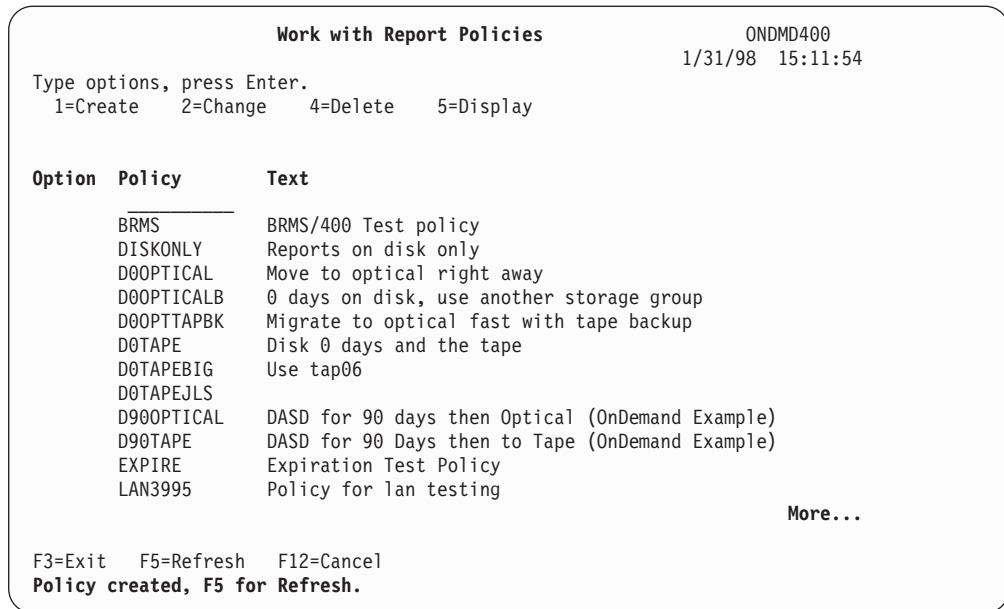 Work with Report Policies ONDMD400
1/31/98 15:11:54
Type options, press Enter.
1=Create 2=Change 4=Delete 5=Display
Option Policy Text
__________
BRMS BRMS/400 Test policy
DISKONLY Reports on disk only
D0OPTICAL Move to optical right away
D0OPTICALB 0 days on disk, use another storage group
D0OPTTAPBK Migrate to optical fast with tape backup
D0TAPE Disk 0 days and the tape
D0TAPEBIG Use tap06
D0TAPEJLS
D90OPTICAL DASD for 90 days then Optical (OnDemand Example)
D90TAPE DASD for 90 Days then to Tape (OnDemand Example)
EXPIRE Expiration Test Policy
LAN3995 Policy for lan testing
More...
F3=Exit F5=Refresh F12=Cancel
Policy created, F5 for Refresh.